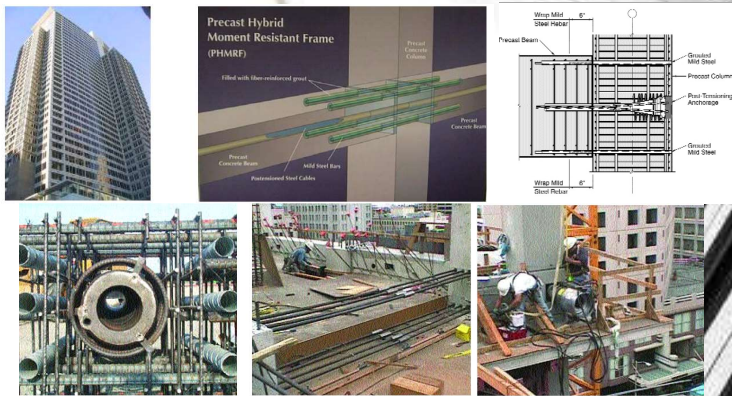 Precast Hybrid
Moment Resistant Frame
(PHMRF)
Precast
Concrete
Column
Filled with fiber-reinforced grout
Precast
Concrete Beam
Precast
Concrete Beam
Mild Steel Bars
Postensioned Steel Cables
Wrap Mild
Steel Rebar
6"
Precast Beam
Grouted
Mild Steel
Precast Column
Post-Tensioning
Anchorage
Grouted
Mild Steel
Wrap Mild
Steel Rebar
6"